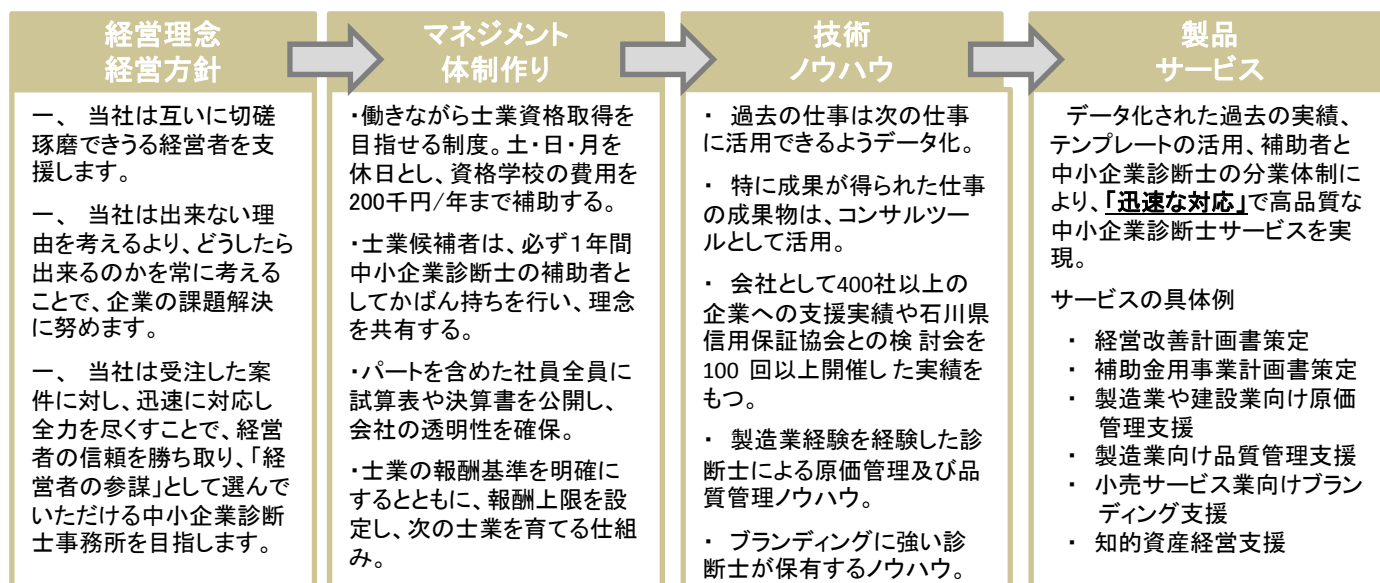 経営理念
経営方針
一、 当社は互いに切磋
琢磨できうる経営者を支
援します。
一、 当社は出来ない理
由を考えるより、どうしたら
出来るのかを常に考える
ことで、企業の課題解決
に努めます。
一、 当社は受注した案
件に対し、迅速に対応し
全力を尽くすことで、経営
者の信頼を勝ち取り、「経
営者の参謀」として選んで
いただける中小企業診断
士事務所を目指します。
マネジメント
体制作り
・働きながら士業資格取得を
目指せる制度。土・日・月を
休日とし、資格学校の費用を
200千円/年まで補助する。
・士業候補者は、必ず1年間
中小企業診断士の補助者と
してかばん持ちを行い、理念
を共有する。
・パートを含めた社員全員に
試算表や決算書を公開し、
会社の透明性を確保。
・士業の報酬基準を明確に
するとともに、報酬上限を設
定し、次の士業を育てる仕組
み。
技術
ノウハウ
・ 過去の仕事は次の仕事
に活用できるようデータ化。
・ 特に成果が得られた仕事
の成果物は、コンサルツー
ルとして活用。
・ 会社として400社以上の
企業への支援実績や石川県
信用保証協会との検 討会を
100 回以上開催し た実績を
もつ。
・ 製造業経験を経験した診
断士による原価管理及び品
質管理ノウハウ。
・ ブランディングに強い診
断士が保有するノウハウ。
製品
サービス
データ化された過去の実績、
テンプレートの活用、補助者と
中小企業診断士の分業体制に
より、「迅速な対応」で高品質な
中小企業診断士サービスを実
現。
サービスの具体例
・ 経営改善計画書策定
・ 補助金用事業計画書策定
・ 製造業や建設業向け原価
管理支援
・ 製造業向け品質管理支援
・ 小売サービス業向けブラン
ディング支援
・ 知的資産経営支援